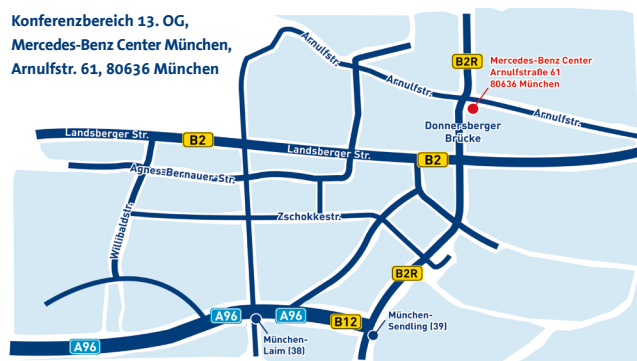 Konferenzbereich 13. OG,
Mercedes-Benz Center München,
Arnulfstr. 61, 80636 München
Arnulfstr.
Arnulfstr.
B2R
Mercedes-Benz Center
Arnulfstraße 61
80636 München
Arnulfstr.
Donnersberger
Brücke
Landsberger Str.
B2
Landsberger Str.
B2
Agnes-Bernauer Str.
Willibaldstr.
Zschokkestr.
B2R
A96
A96
B12
München-
Sendling (39)
München-
Laim (38)
A96